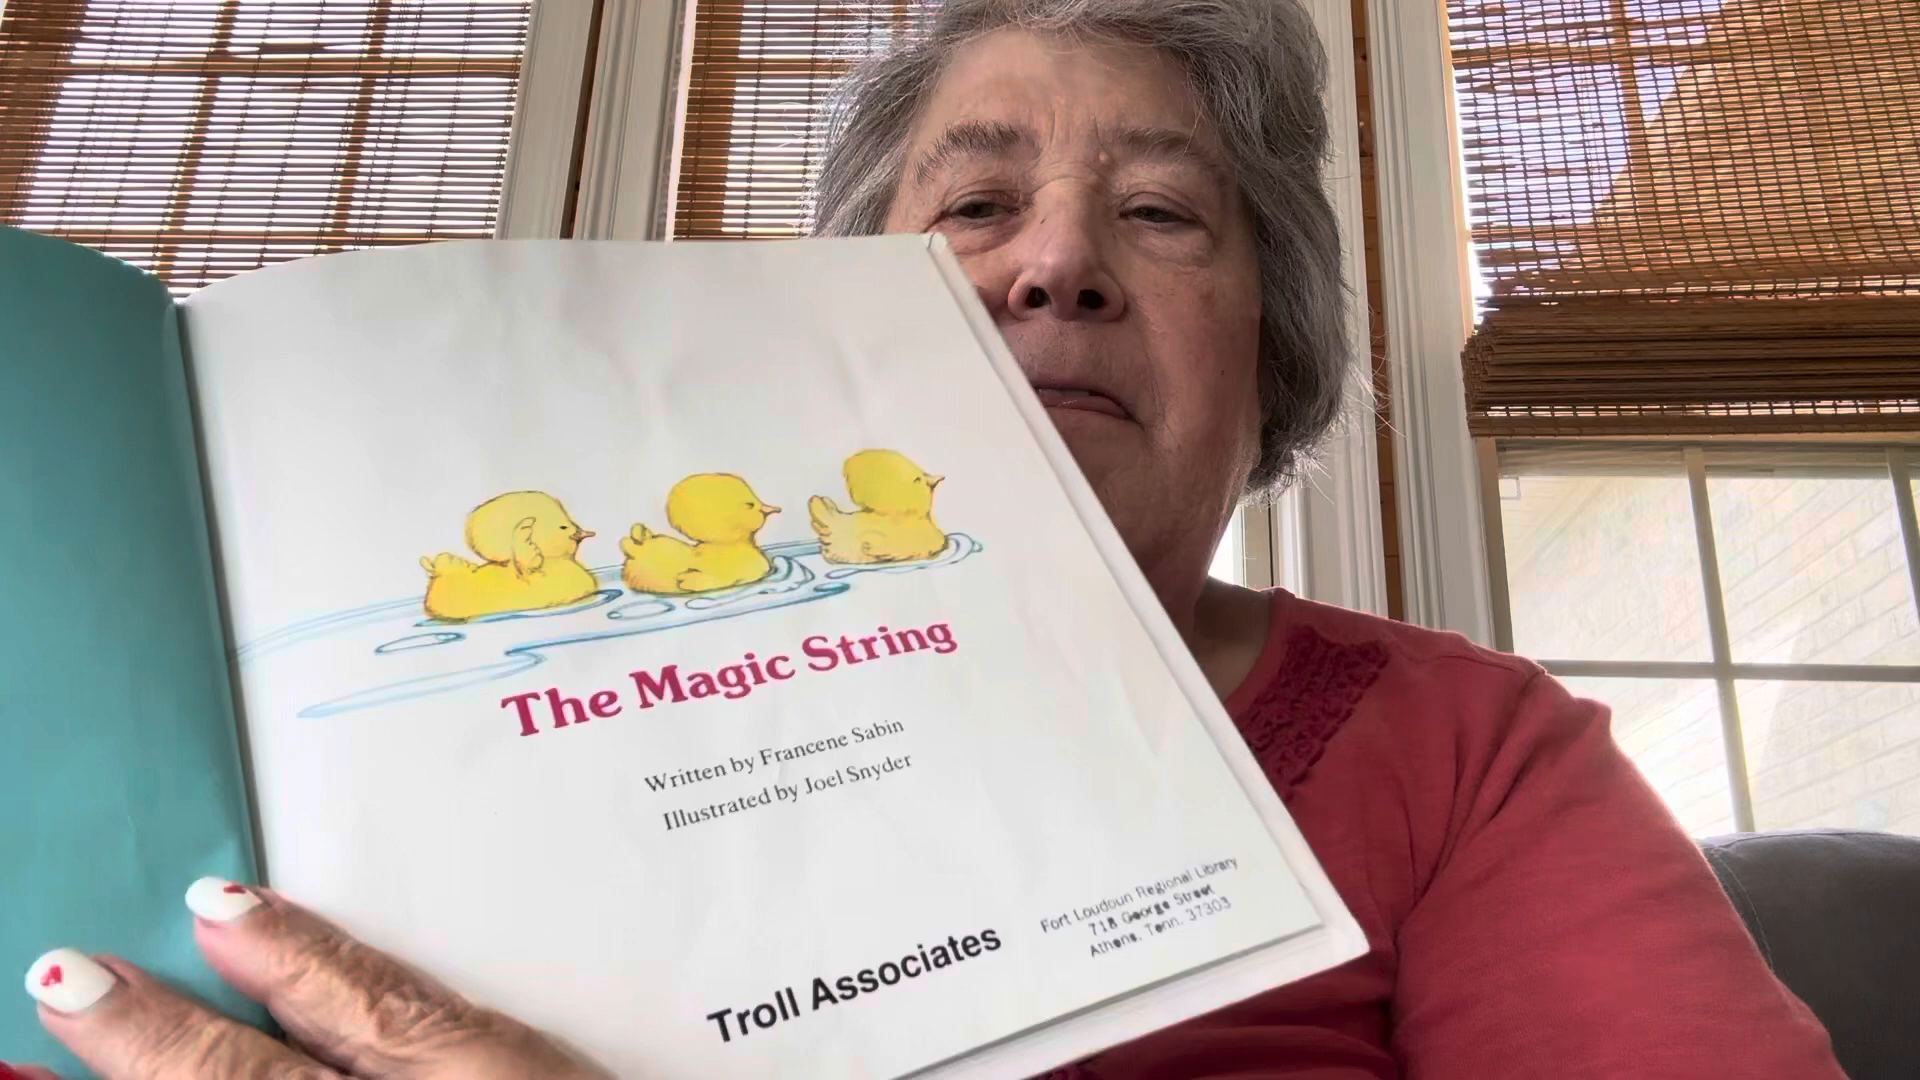 The Magic String
Written by Francene Sabin
Illustrated by Joel Snyder
Troll Associates
Fort Loudoun Regional Library
718 George Street
Athens, Tenn. 37303